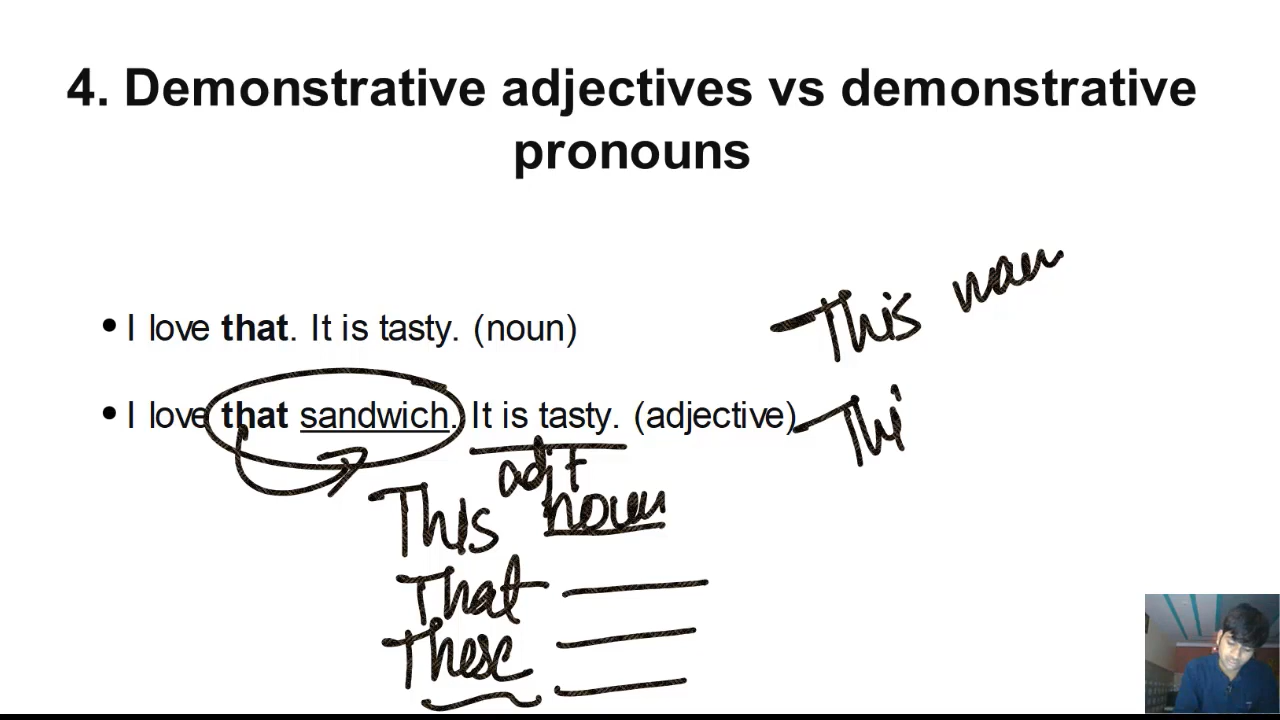 4. Demonstrative adjectives vs demonstrative
pronouns
• I love that. It is tasty. (noun)
• I love that sandwich. It is tasty. (adjective)
This
Thi
adj +
This noun
That
These